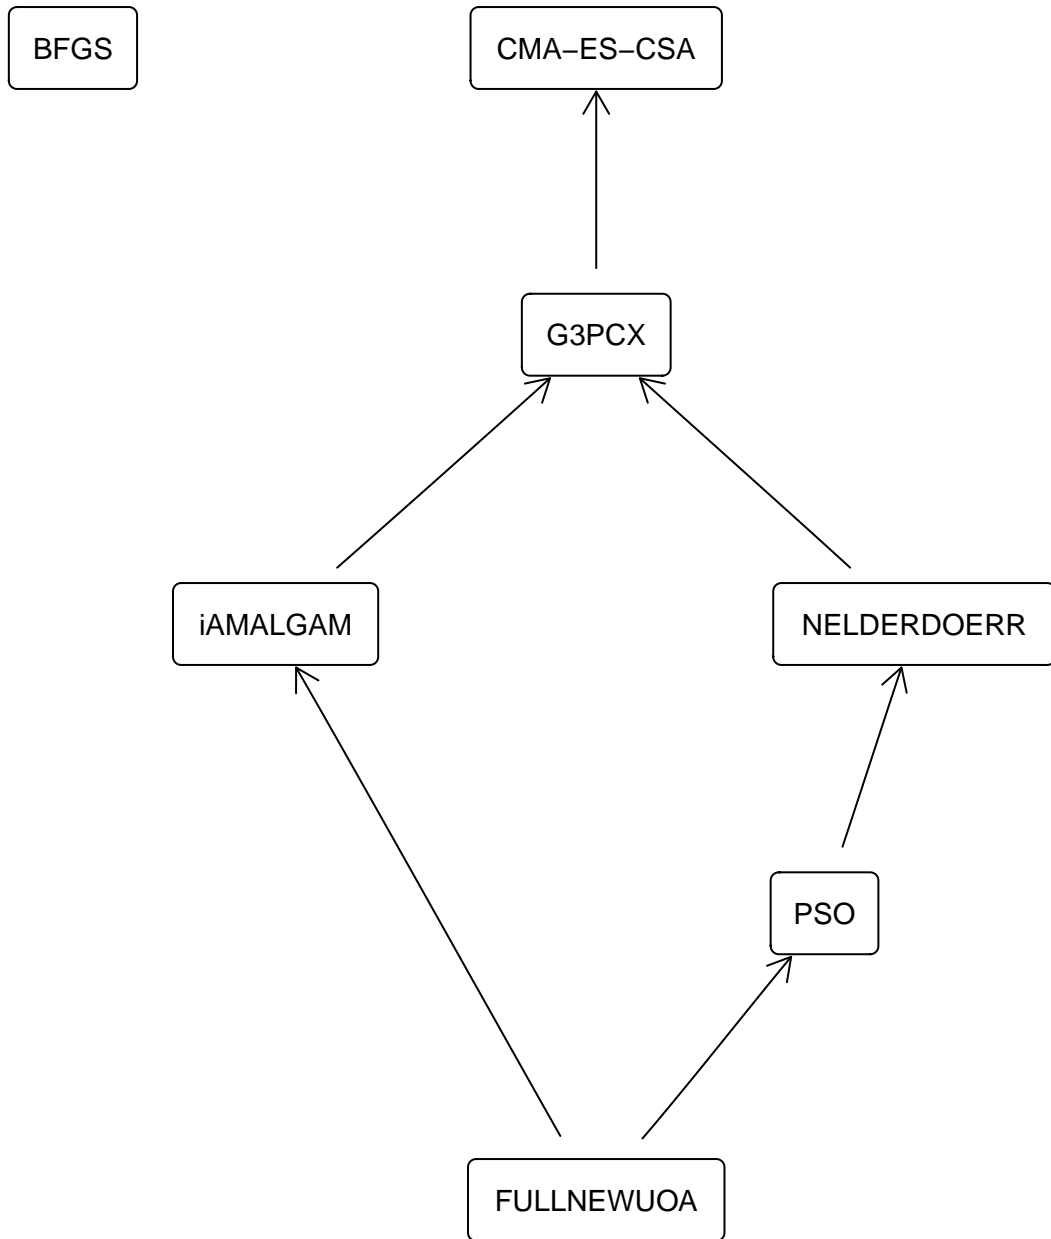 BFGS
CMA–ES–CSA
G3PCX
iAMALGAM
NELDERDOERR
PSO
FULLNEWUOA